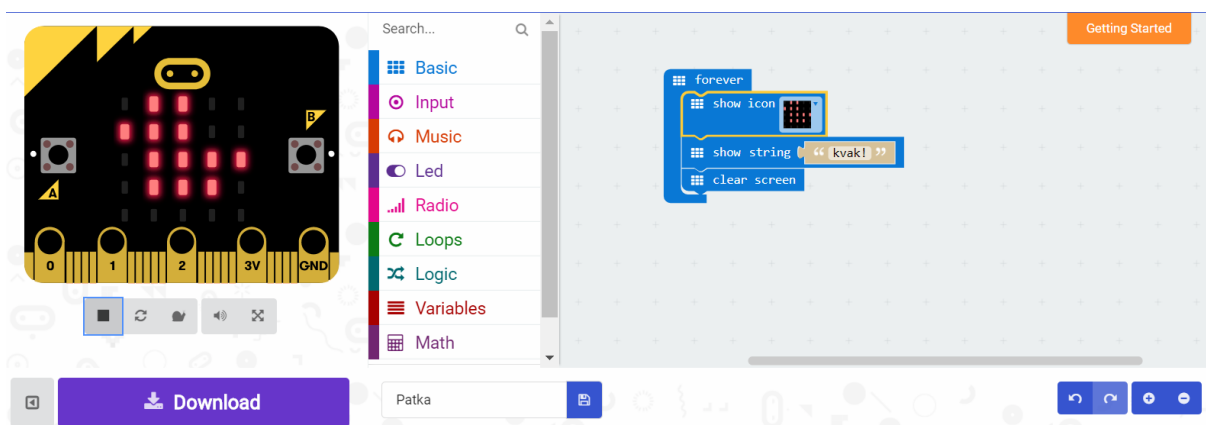 Search...
Getting Started
Basic
Input
Music
Led
Radio
Loops
Logic
Variables
Math
B
A
0 1 2 3V GND
forever
show icon
show string “ kvak! ”
clear screen
Download
Patka